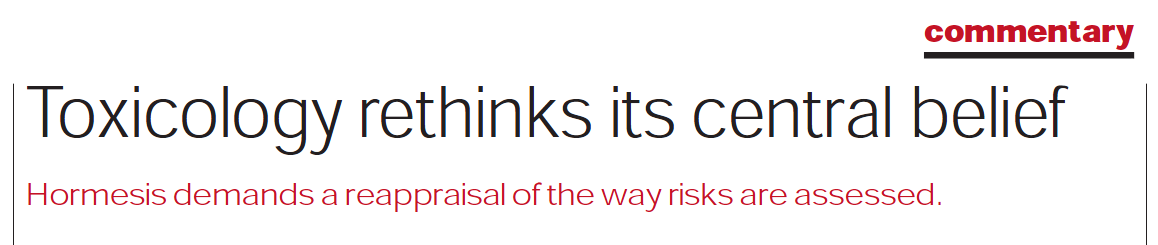 commentary
Toxicology rethinks its central belief
Hormesis demands a reappraisal of the way risks are assessed.